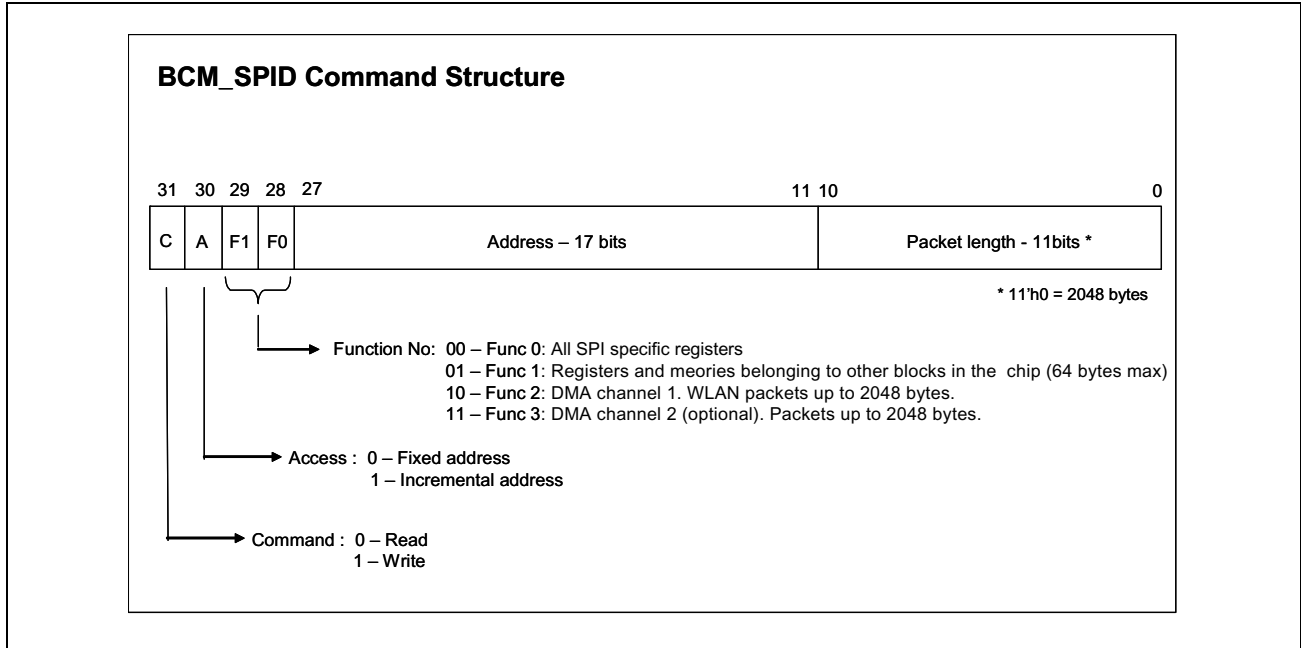 BCM_SPID Command Structure
31 30 29 28 27 11 10 0
C A F1 F0 Address – 17 bits Packet length - 11bits *
* 11'h0 = 2048 bytes
Function No: 00 – Func 0: All SPI specific registers
01 – Func 1: Registers and meories belonging to other blocks in the chip (64 bytes max)
10 – Func 2: DMA channel 1. WLAN packets up to 2048 bytes.
11 – Func 3: DMA channel 2 (optional). Packets up to 2048 bytes.
Access : 0 – Fixed address
1 – Incremental address
Command : 0 – Read
1 – Write